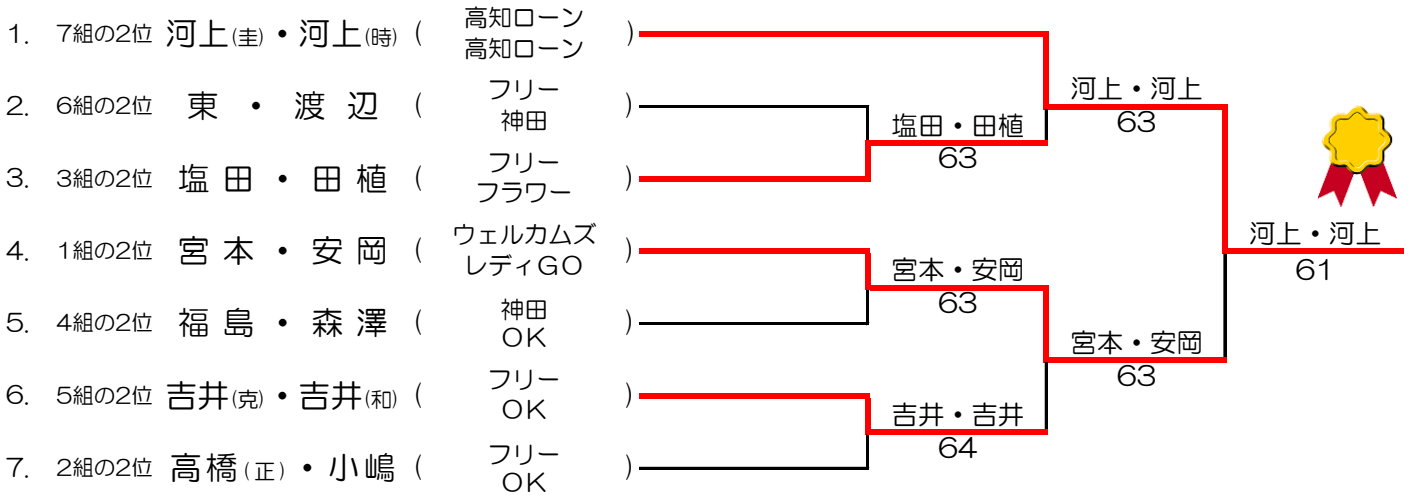 1. 7組の2位 河上(圭)・河上(時) ( 高知ローン
高知ローン )
2. 6組の2位 東・渡辺 ( フリー
神田 )
3. 3組の2位 塩田・田植 ( フリー
フラワー )
4. 1組の2位 宮本・安岡 ( ウェルカムズ
レディGO )
5. 4組の2位 福島・森澤 ( 神田
OK )
6. 5組の2位 吉井(克)・吉井(和) ( フリー
OK )
7. 2組の2位 高橋(正)・小嶋 ( フリー
OK )
塩田・田植
63
宮本・安岡
63
吉井・吉井
64
河上・河上
63
宮本・安岡
63
河上・河上
61